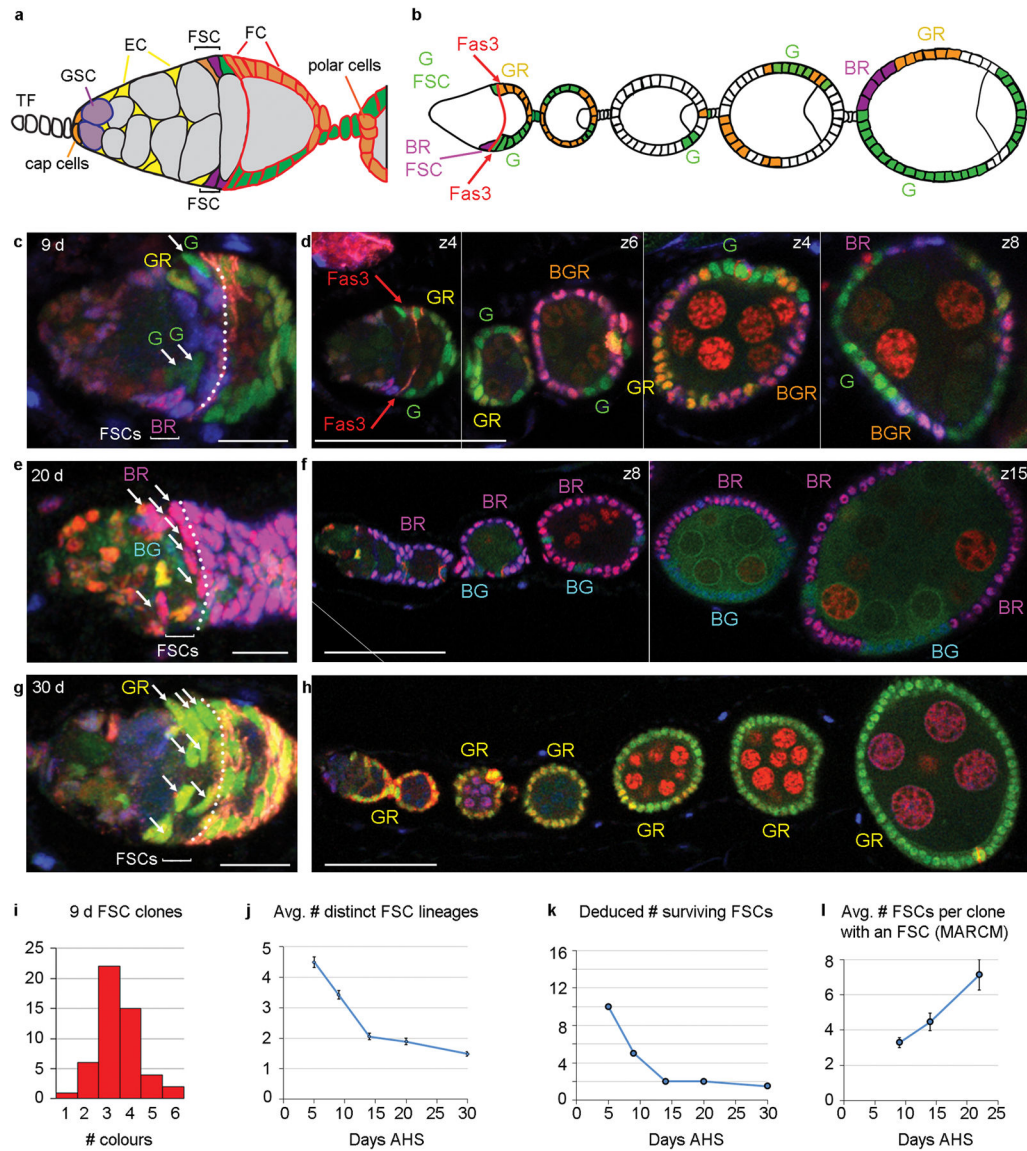 a
FSC
FC
EC
GSC
polar cells
TF
cap cells
FSC
b
G
FSC
Fas3
GR
G
GR
BR
BR
FSC
G
Fas3
G
G
c
9 d
G
GR
G G
BR
FSCs
d
z4
Fas3
GR
Fas3
G
z6
BGR
GR
G
z4
G
GR
BGR
z8
BR
G
BGR
e
20 d
BR
BG
FSCs
f
z8
BR
BR
BR
BG
BG
z15
BR
BR
BG
BR
BG
g
30 d
GR
FSCs
h
GR
GR
GR
GR
GR
GR
i
9 d FSC clones
25
20
15
10
5
0
1 2 3 4 5 6
# colours
j
Avg. # distinct FSC lineages
5
4
3
2
1
0
0 5 10 15 20 25 30
Days AHS
k
Deduced # surviving FSCs
16
12
10
8
4
2
0
0 5 10 15 20 25 30
Days AHS
l
Avg. # FSCs per clone
with an FSC (MARCM)
8
6
4
2
0
0 5 10 15 20 25
Days AHS